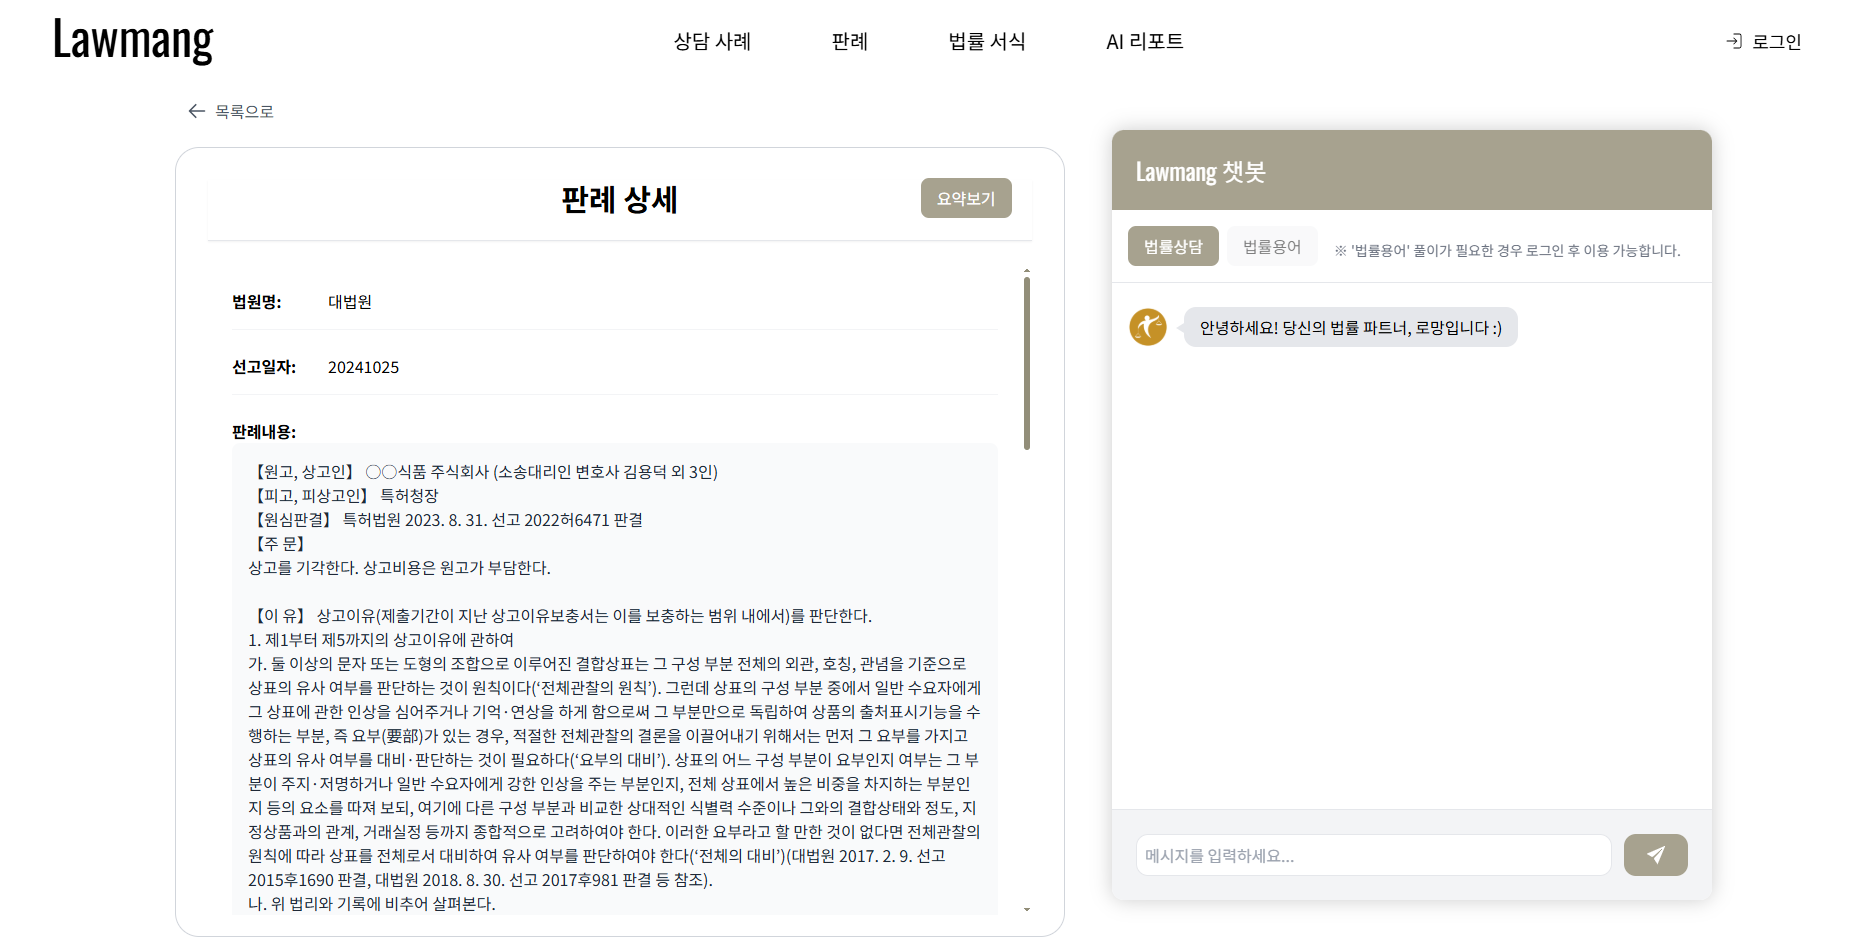 Lawmang
상담 사례
판례
법률 서식
AI 리포트
로그인
목록으로
판례 상세
요약보기
법원명: 대법원
선고일자: 20241025
판례내용:
【원고, 상고인】 ○○식품 주식회사 (소송대리인 변호사 김용덕 외 3인)
【피고, 피상고인】 특허청장
【원심판결】 특허법원 2023. 8. 31. 선고 2022허6471 판결
【주 문】
상고를 기각한다. 상고비용은 원고가 부담한다.
【이 유】 상고이유(제출기간이 지난 상고이유보충서는 이를 보충하는 범위 내에서)를 판단한다.
1. 제1부터 제5까지의 상고이유에 관하여
가. 둘 이상의 문자 또는 도형의 조합으로 이루어진 결합상표는 그 구성 부분 전체의 외관, 호칭, 관념을 기준으로
상표의 유사 여부를 판단하는 것이 원칙이다(‘전체관찰의 원칙’). 그런데 상표의 구성 부분 중에서 일반 수요자에게
그 상표에 관한 인상을 심어주거나 기억·연상을 하게 함으로써 그 부분만으로 독립하여 상품의 출처표시기능을 수
행하는 부분, 즉 요부(要部)가 있는 경우, 적절한 전체관찰의 결론을 이끌어내기 위해서는 먼저 그 요부를 가지고
상표의 유사 여부를 대비·판단하는 것이 필요하다(‘요부의 대비’). 상표의 어느 구성 부분이 요부인지 여부는 그 부
분이 주지·저명하거나 일반 수요자에게 강한 인상을 주는 부분인지, 전체 상표에서 높은 비중을 차지하는 부분인
지 등의 요소를 따져 보되, 여기에 다른 구성 부분과 비교한 상대적인 식별력 수준이나 그와의 결합상태와 정도, 지
정상품과의 관계, 거래실정 등까지 종합적으로 고려하여야 한다. 이러한 요부라고 할 만한 것이 없다면 전체관찰의
원칙에 따라 상표를 전체로서 대비하여 유사 여부를 판단하여야 한다(‘전체의 대비’)(대법원 2017. 2. 9. 선고
2015후1690 판결, 대법원 2018. 8. 30. 선고 2017후981 판결 등 참조).
나. 위 법리와 기록에 비추어 살펴본다.
Lawmang 챗봇
법률상담
법률용어
※ '법률용어' 풀이가 필요한 경우 로그인 후 이용 가능합니다.
안녕하세요! 당신의 법률 파트너, 로망입니다 :)
메시지를 입력하세요...